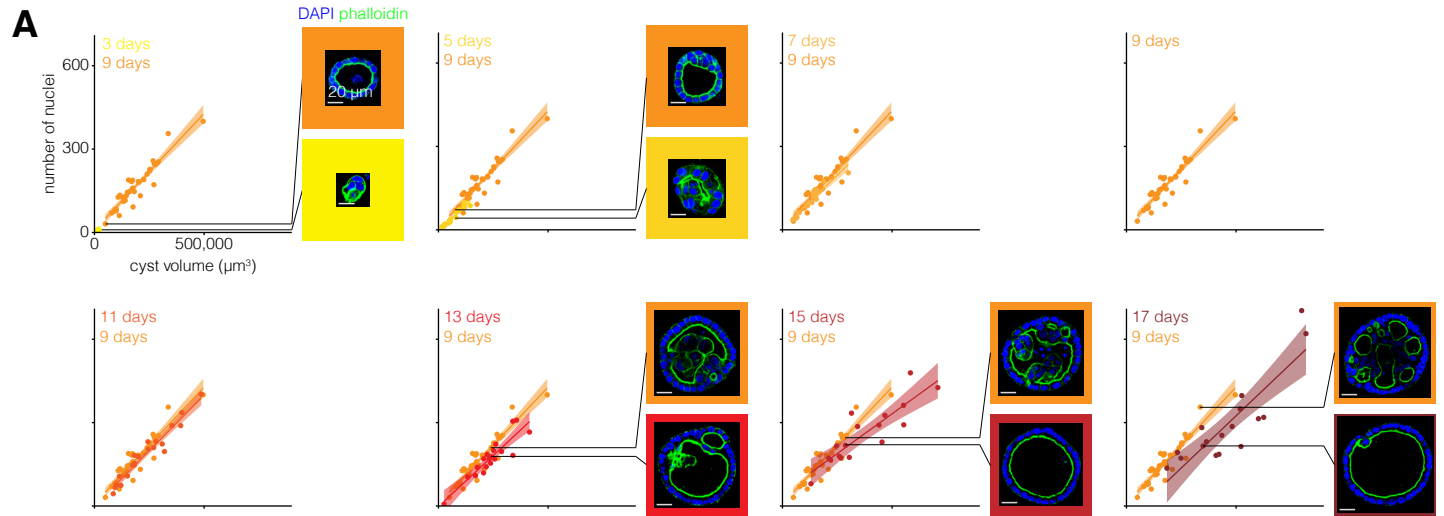 A
DAPI phalloidin
3 days
9 days
600
300
0
number of nuclei
0
500,000
cyst volume (µm³)
20 µm
5 days
9 days
7 days
9 days
9 days
11 days
9 days
13 days
9 days
15 days
9 days
17 days
9 days